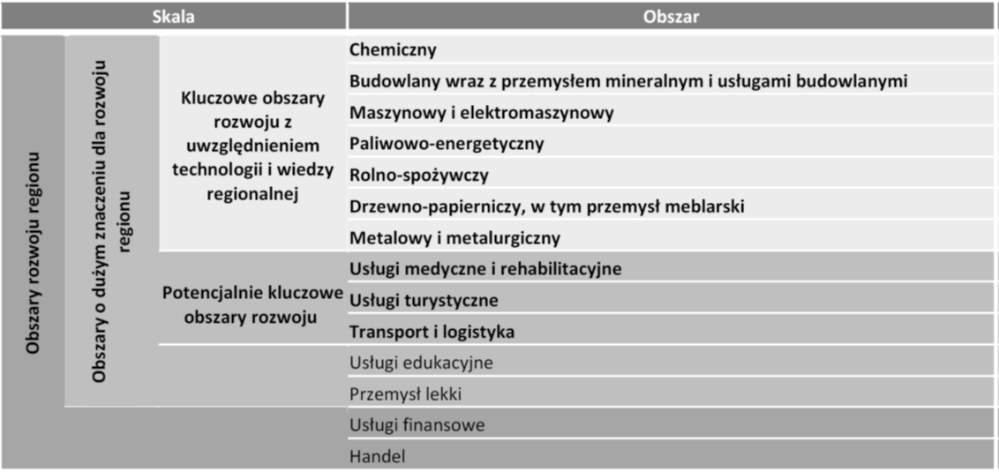 Skala
Obszar
Obszary rozwoju regionu
Obszary o dużym znaczeniu dla rozwoju
regionu
Kluczowe obszary
rozwoju z
uwzględnieniem
technologii i wiedzy
regionalnej
Chemiczny
Budowlany wraz z przemysłem mineralnym i usługami budowlanymi
Maszynowy i elektromaszynowy
Paliwowo-energetyczny
Rolno-spożywczy
Drzewno-papierniczy, w tym przemysł meblarski
Metalowy i metalurgiczny
Potencjalnie kluczowe
obszary rozwoju
Usługi medyczne i rehabilitacyjne
Usługi turystyczne
Transport i logistyka
Usługi edukacyjne
Przemysł lekki
Usługi finansowe
Handel